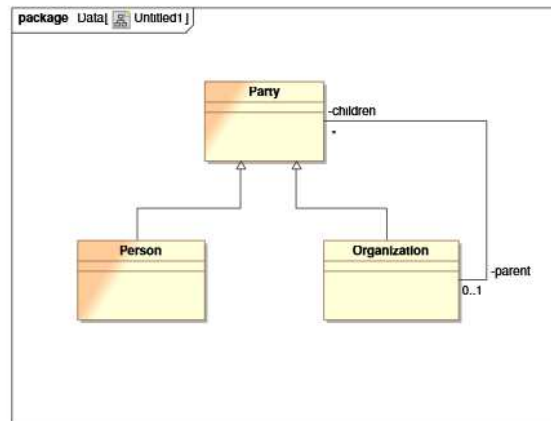 package Data[ Untitled1 ]
Party
-children
*
Person
Organization
-parent
0..1